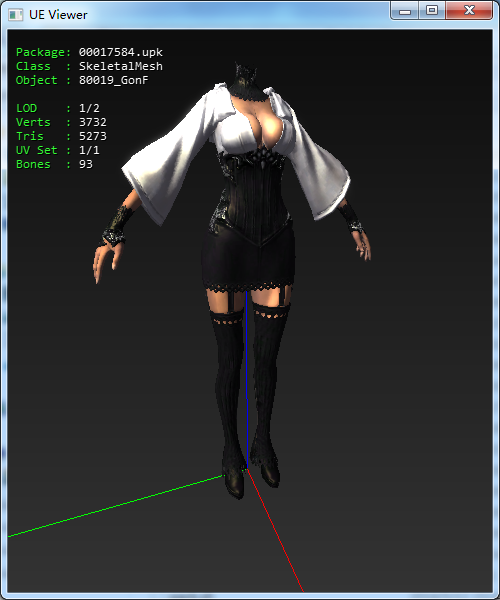 UE Viewer
Package: 00017584.upk
Class  : SkeletalMesh
Object : 80019_GonF
LOD    : 1/2
Verts  : 3732
Tris   : 5273
UV Set : 1/1
Bones  : 93